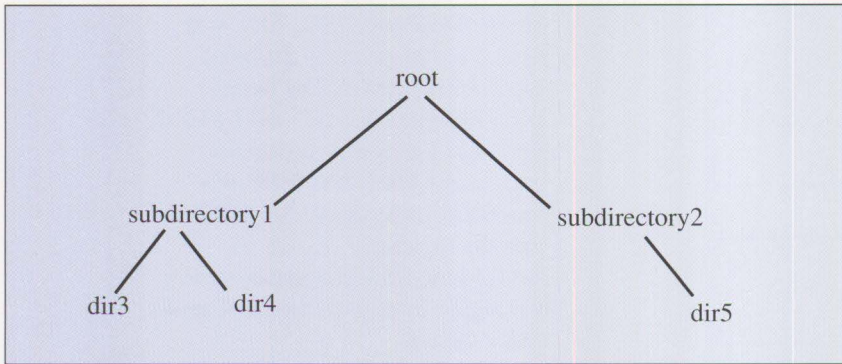 root
subdirectory1
subdirectory2
dir3
dir4
dir5